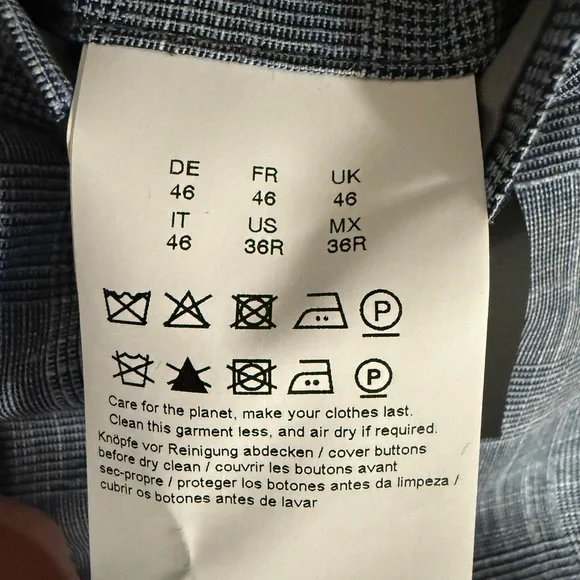 DE FR UK
46 46 46
IT US MX
46 36R 36R
P
P
Care for the planet, make your clothes last.
Clean this garment less, and air dry if required.
Knöpfe vor Reinigung abdecken / cover buttons
before dry clean / couvrir les boutons avant
sec-propre / proteger los botones antes da limpeza /
cubrir os botones antes de lavar